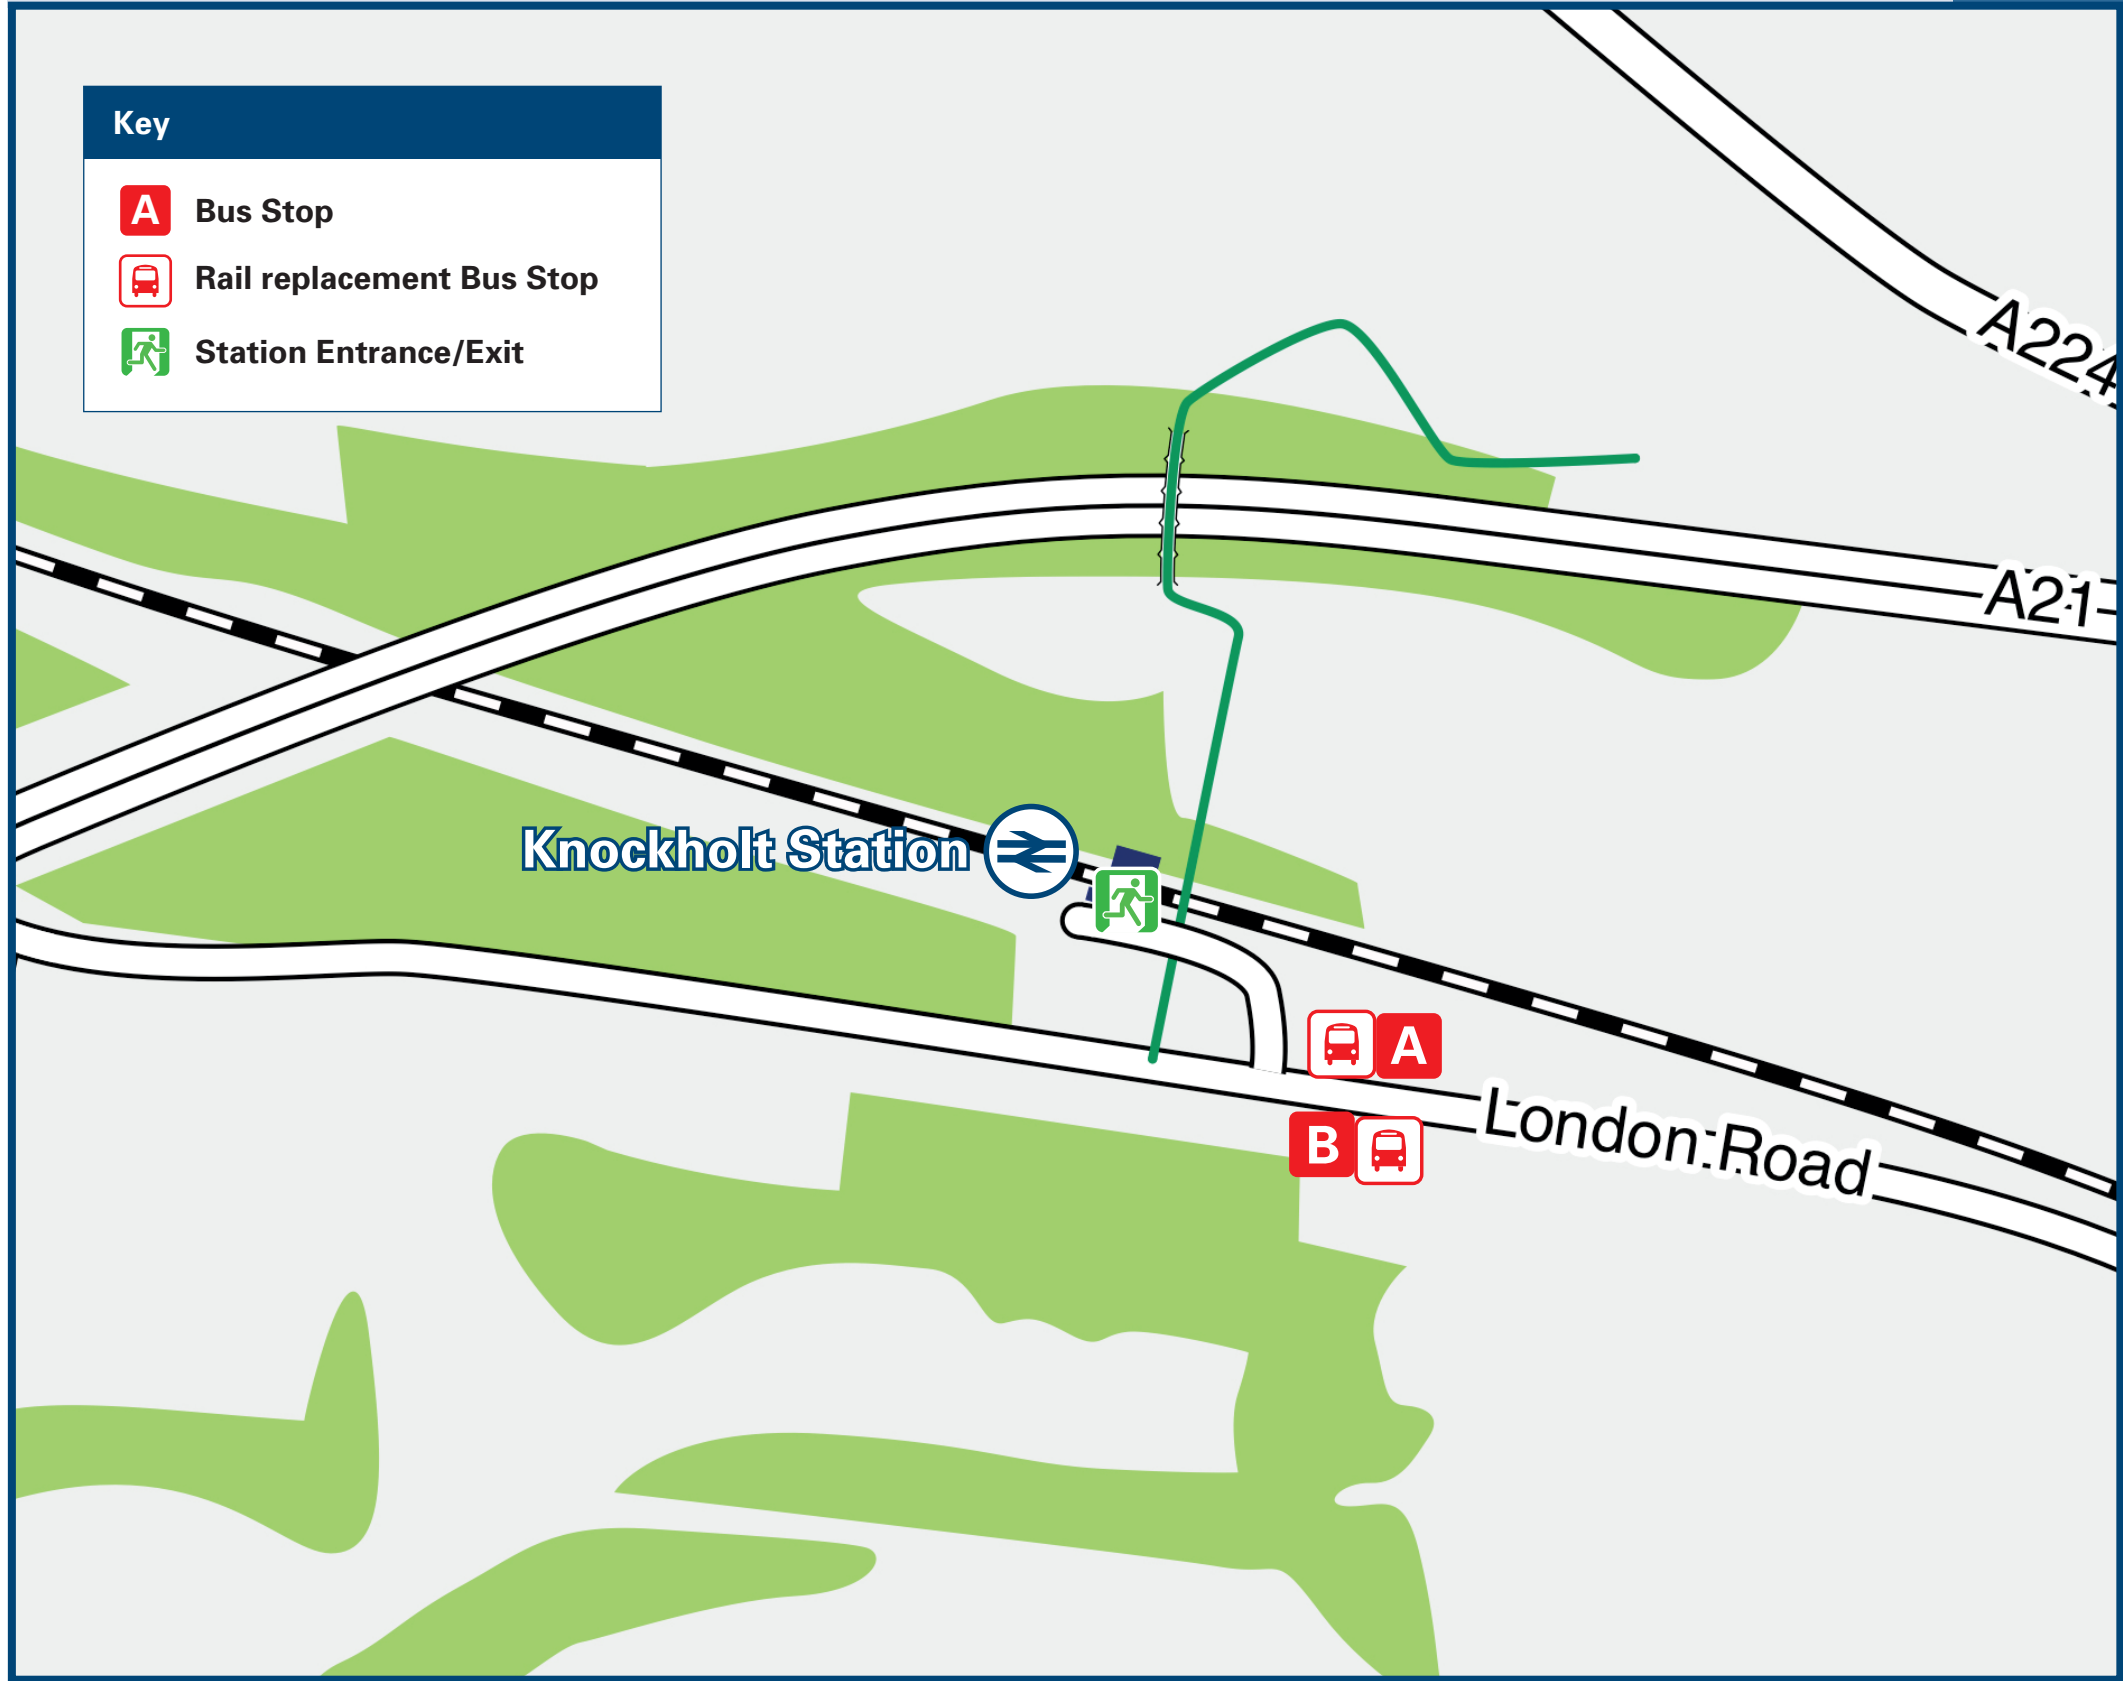 Key
A Bus Stop
Rail replacement Bus Stop
Station Entrance/Exit
A224
A21
Knockholt Station
A
London Road
B